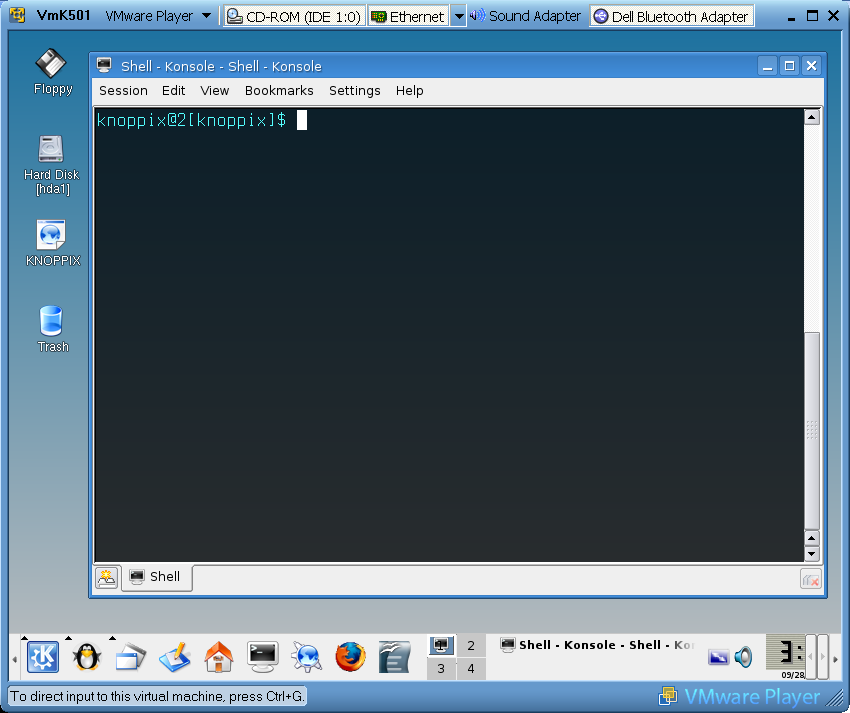 VmK501 VMware Player CD-ROM (IDE 1:0) Ethernet Sound Adapter Dell Bluetooth Adapter
Floppy
Hard Disk
[hda1]
KNOPPIX
Trash
Shell - Konsole - Shell - Konsole
Session Edit View Bookmarks Settings Help
knoppix@2[knoppix]$
Shell
2
3 4
Shell - Konsole - Shell - Ko
3:
09/28
To direct input to this virtual machine, press Ctrl+G.
VMware Player